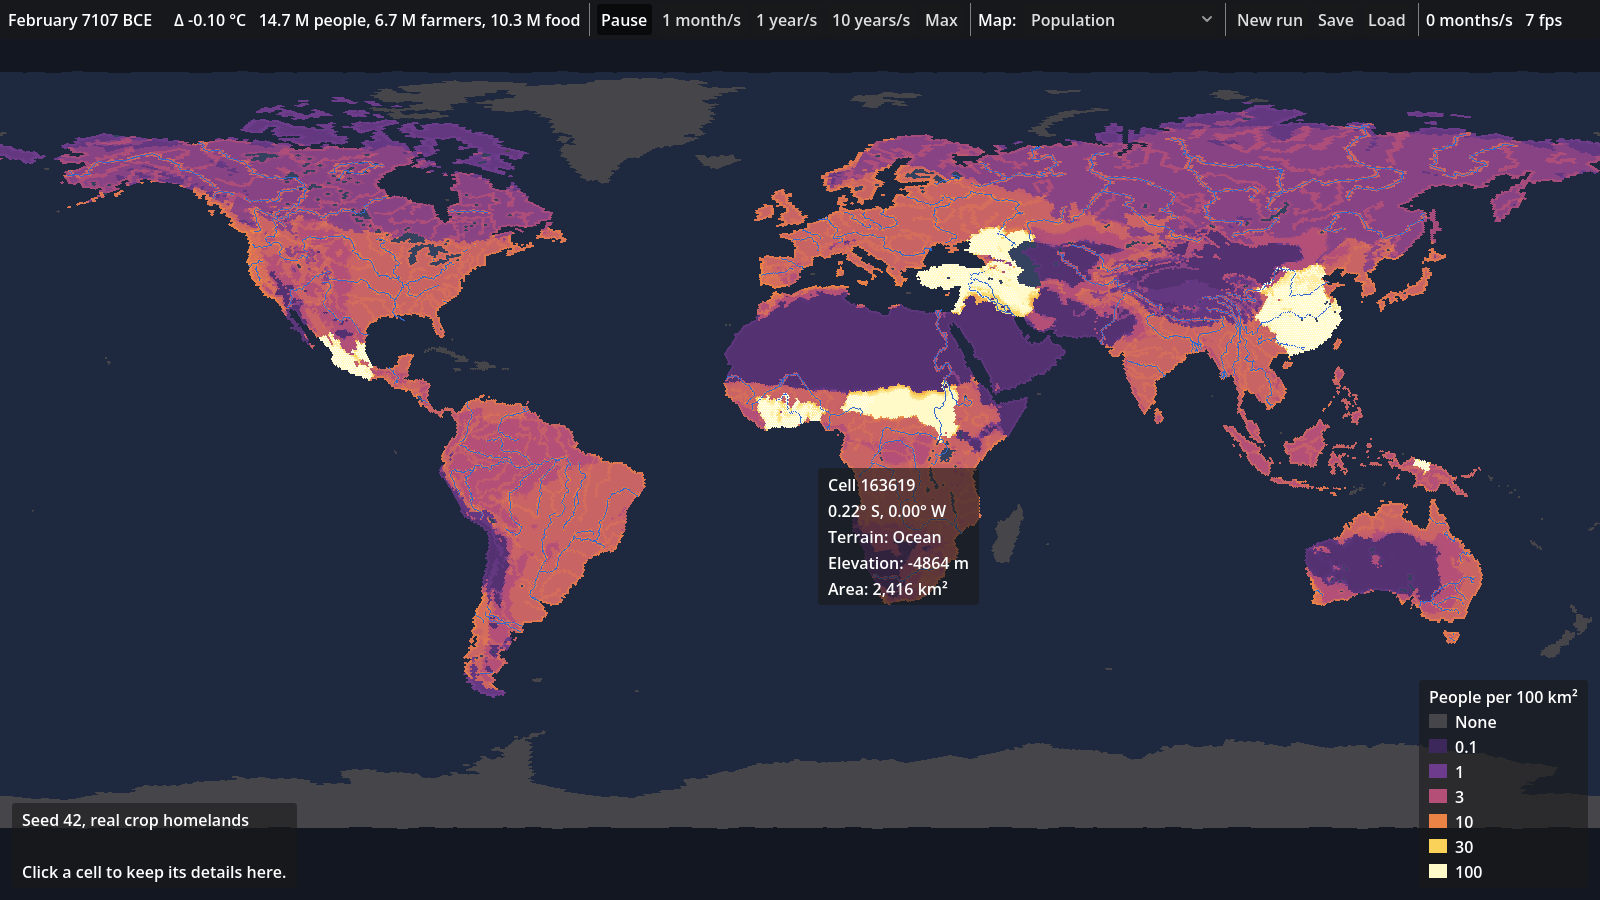 February 7107 BCE Δ -0.10 °C 14.7 M people, 6.7 M farmers, 10.3 M food Pause 1 month/s 1 year/s 10 years/s Max Map: Population New run Save Load 0 months/s 7 fps
Cell 163619
0.22° S, 0.00° W
Terrain: Ocean
Elevation: -4864 m
Area: 2,416 km²
People per 100 km²
None
0.1
1
3
10
30
100
Seed 42, real crop homelands
Click a cell to keep its details here.